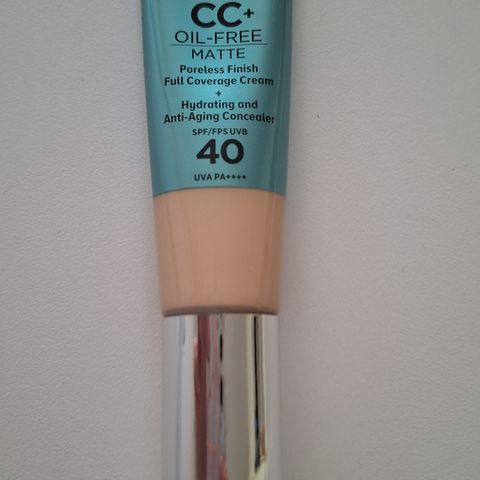 CC+
OIL-FREE
MATTE
Poreless Finish
Full Coverage Cream
+
Hydrating and
Anti-Aging Concealer
SPF/FPS UVB
40
UVA PA++++